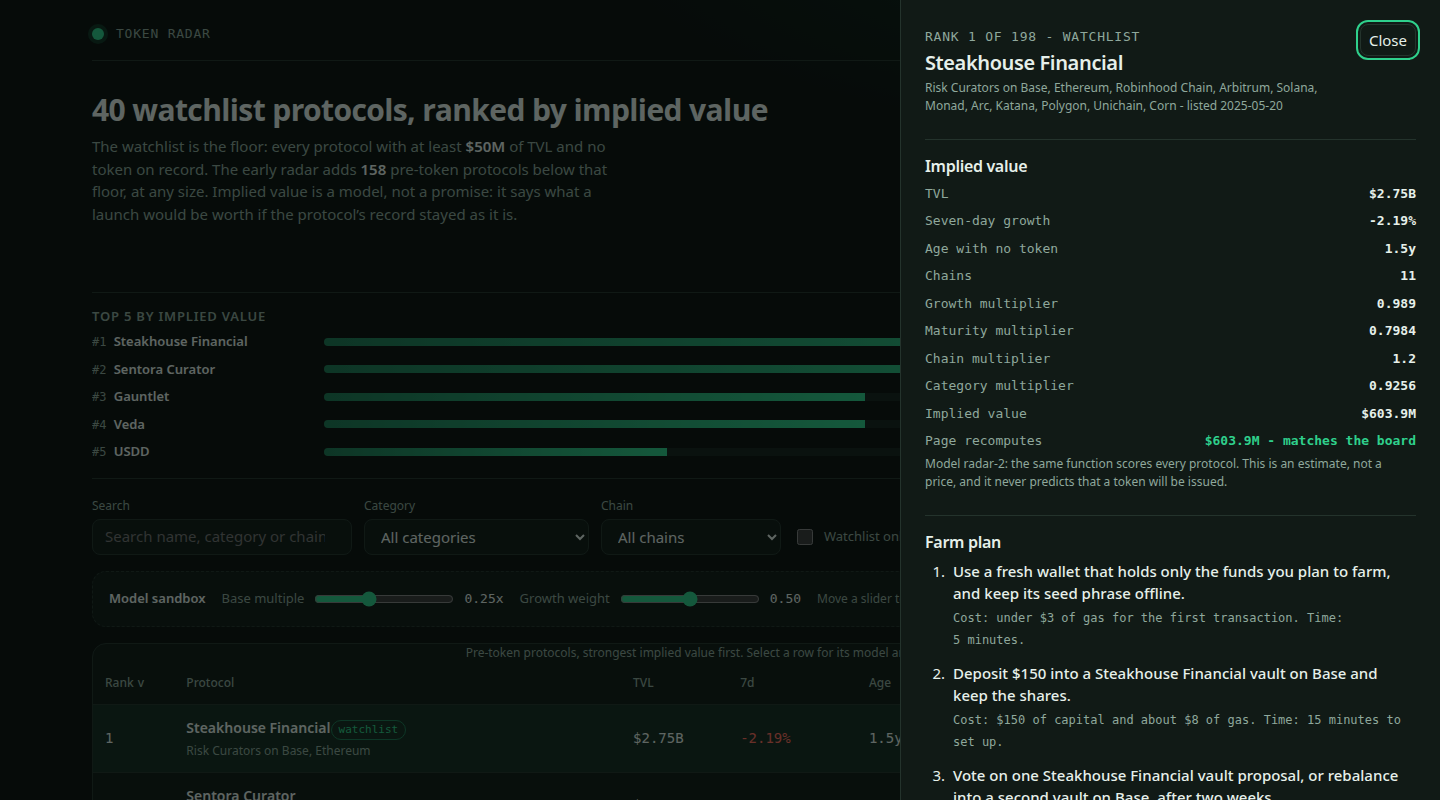 TOKEN RADAR
40 watchlist protocols, ranked by implied value
The watchlist is the floor: every protocol with at least $50M of TVL and no
token on record. The early radar adds 158 pre-token protocols below that
floor, at any size. Implied value is a model, not a promise: it says what a
launch would be worth if the protocol's record stayed as it is.
TOP 5 BY IMPLIED VALUE
#1 Steakhouse Financial
#2 Sentora Curator
#3 Gauntlet
#4 Veda
#5 USDD
Search
Category
Chain
Search name, category or chain
All categories
All chains
Watchlist on
Model sandbox
Base multiple
0.25x
Growth weight
0.50
Move a slider t
Pre-token protocols, strongest implied value first. Select a row for its model a
Rank v
Protocol
TVL
7d
Age
1
Steakhouse Financial
watchlist
Risk Curators on Base, Ethereum
$2.75B
-2.19%
1.5y
Sentora Curator
RANK 1 OF 198 - WATCHLIST
Close
Steakhouse Financial
Risk Curators on Base, Ethereum, Robinhood Chain, Arbitrum, Solana,
Monad, Arc, Katana, Polygon, Unichain, Corn - listed 2025-05-20
Implied value
TVL $2.75B
Seven-day growth -2.19%
Age with no token 1.5y
Chains 11
Growth multiplier 0.989
Maturity multiplier 0.7984
Chain multiplier 1.2
Category multiplier 0.9256
Implied value $603.9M
Page recomputes $603.9M - matches the board
Model radar-2: the same function scores every protocol. This is an estimate, not a
price, and it never predicts that a token will be issued.
Farm plan
1. Use a fresh wallet that holds only the funds you plan to farm,
and keep its seed phrase offline.
Cost: under $3 of gas for the first transaction. Time:
5 minutes.
2. Deposit $150 into a Steakhouse Financial vault on Base and
keep the shares.
Cost: $150 of capital and about $8 of gas. Time: 15 minutes to
set up.
3. Vote on one Steakhouse Financial vault proposal, or rebalance
into a second vault on Base, after two weeks.